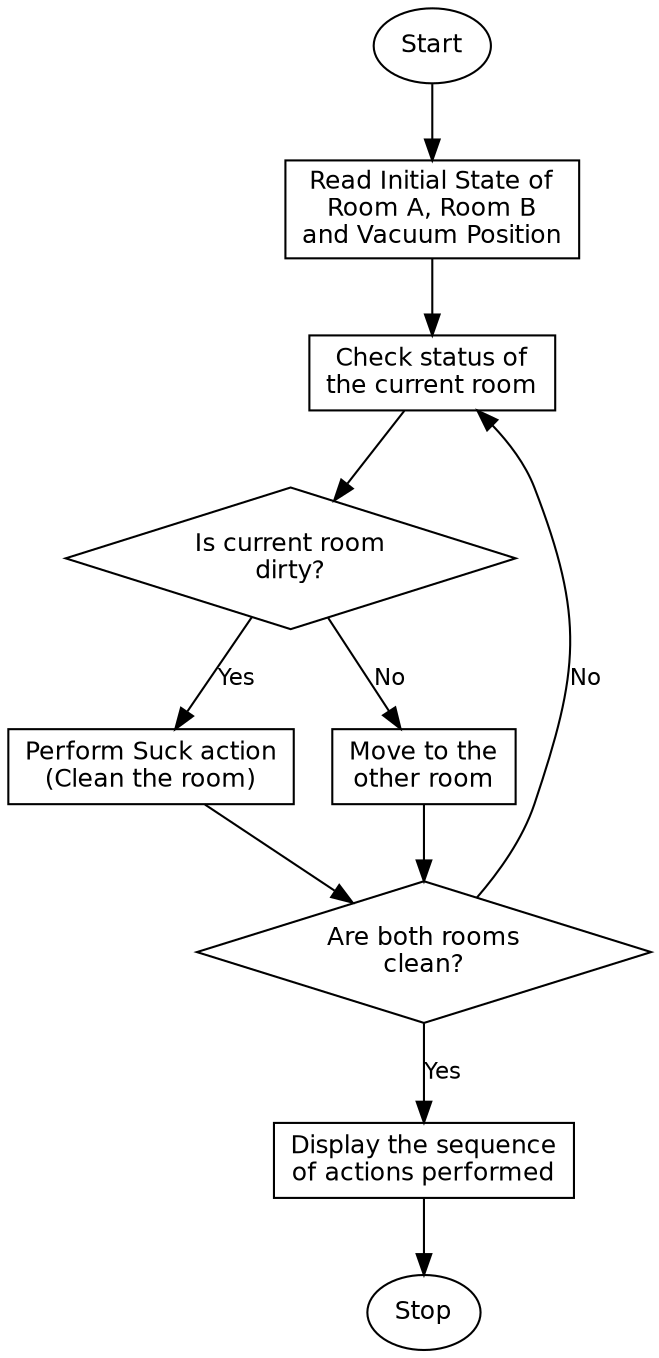 Start
Read Initial State of
Room A, Room B
and Vacuum Position
Check status of
the current room
Is current room
dirty?
Yes
No
No
Perform Suck action
(Clean the room)
Move to the
other room
Are both rooms
clean?
Yes
Display the sequence
of actions performed
Stop